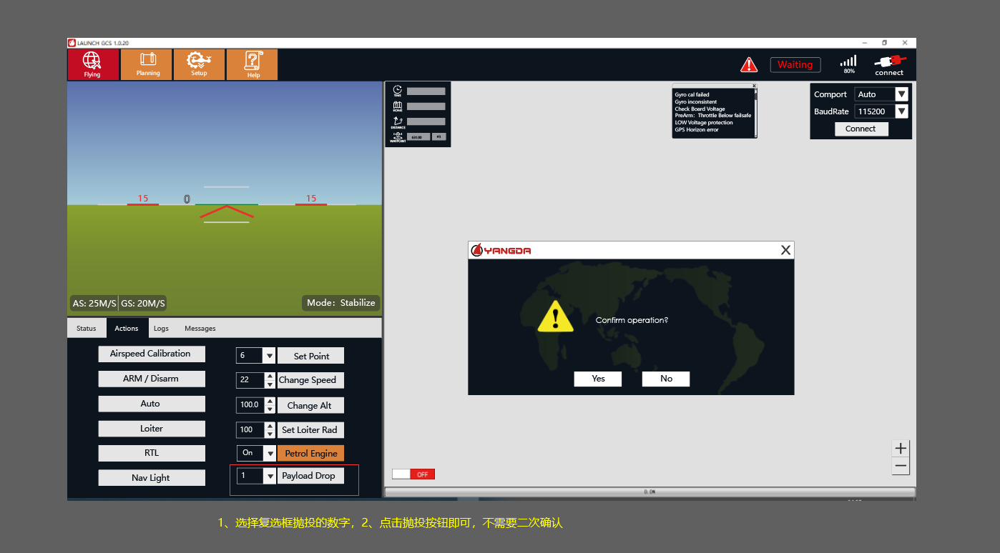 LAUNCH GCS 1.0.20
Flying
Planning
Setup
Help
Waiting
80%
connect
TIME
HOME
DISTANCE
WAYPOINT
631.00
#3
Gyro cal failed
Gyro inconsistent
Check Board Voltage
PreArm: Throttle Below failsafe
LOW Voltage protection
GPS Horizon error
Comport
Auto
BaudRate
115200
Connect
15
0
15
AS: 25M/S
GS: 20M/S
Mode: Stabilize
YANGDA
X
Confirm operation?
Yes
No
Status
Actions
Logs
Messages
Airspeed Calibration
6
Set Point
ARM / Disarm
22
Change Speed
Auto
100.0
Change Alt
Loiter
100
Set Loiter Rad
RTL
On
Petrol Engine
Nav Light
1
Payload Drop
OFF
1、选择复选框抛投的数字，2、点击抛投按钮即可，不需要二次确认